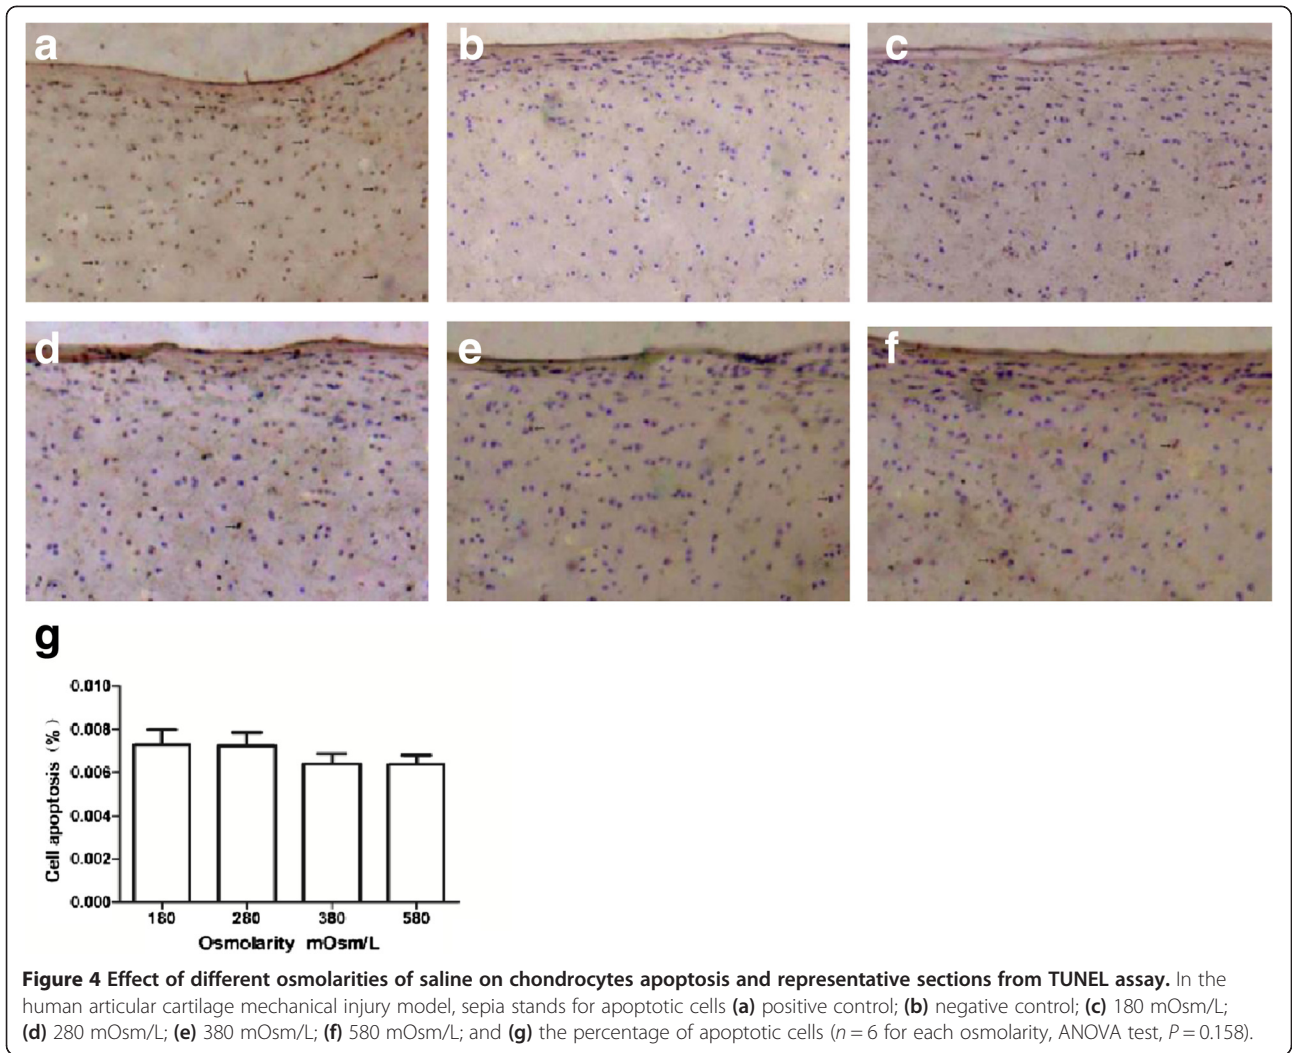 a
b
c
d
e
f
g
0.010
0.008
0.006
0.004
0.002
0.000
Cell apoptosis (%)
180 280 380 580
Osmolarity mOsm/L
Figure 4 Effect of different osmolarities of saline on chondrocytes apoptosis and representative sections from TUNEL assay. In the
human articular cartilage mechanical injury model, sepia stands for apoptotic cells (a) positive control; (b) negative control; (c) 180 mOsm/L;
(d) 280 mOsm/L; (e) 380 mOsm/L; (f) 580 mOsm/L; and (g) the percentage of apoptotic cells (n = 6 for each osmolarity, ANOVA test, P = 0.158).